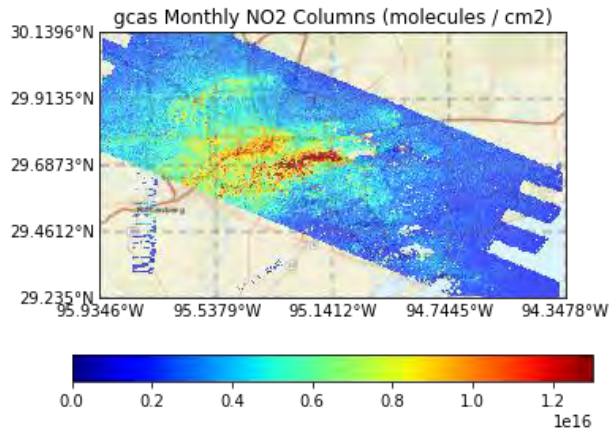 gcas Monthly NO2 Columns (molecules / cm2)
30.1396°N
29.9135°N
29.6873°N
29.4612°N
29.235°N
95.9346°W 95.5379°W 95.1412°W 94.7445°W 94.3478°W
0.0 0.2 0.4 0.6 0.8 1.0 1.2
1e16